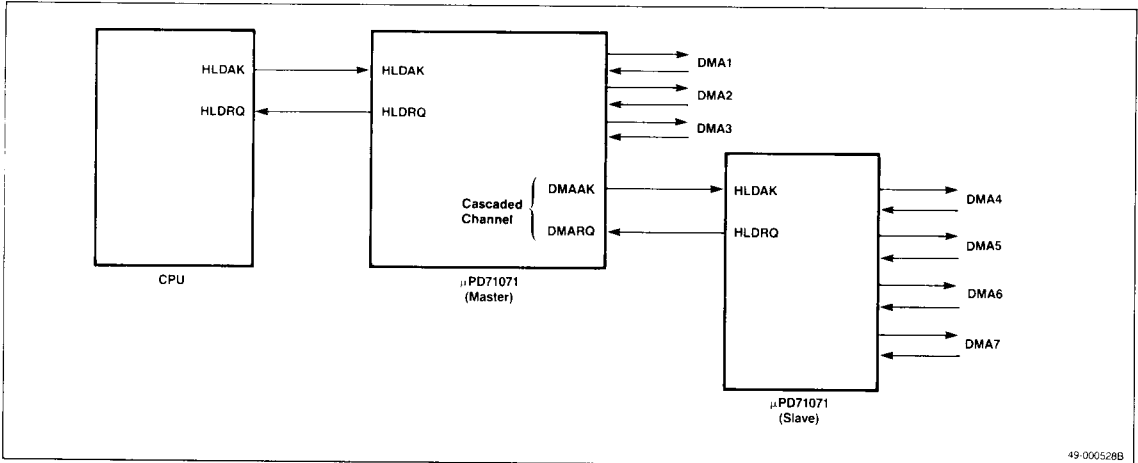 HLDAK
HLDRQ
CPU
HLDAK
HLDRQ
Cascaded
Channel
DMAAK
DMARQ
μPD71071
(Master)
DMA1
DMA2
DMA3
HLDAK
HLDRQ
μPD71071
(Slave)
DMA4
DMA5
DMA6
DMA7
49-000528B